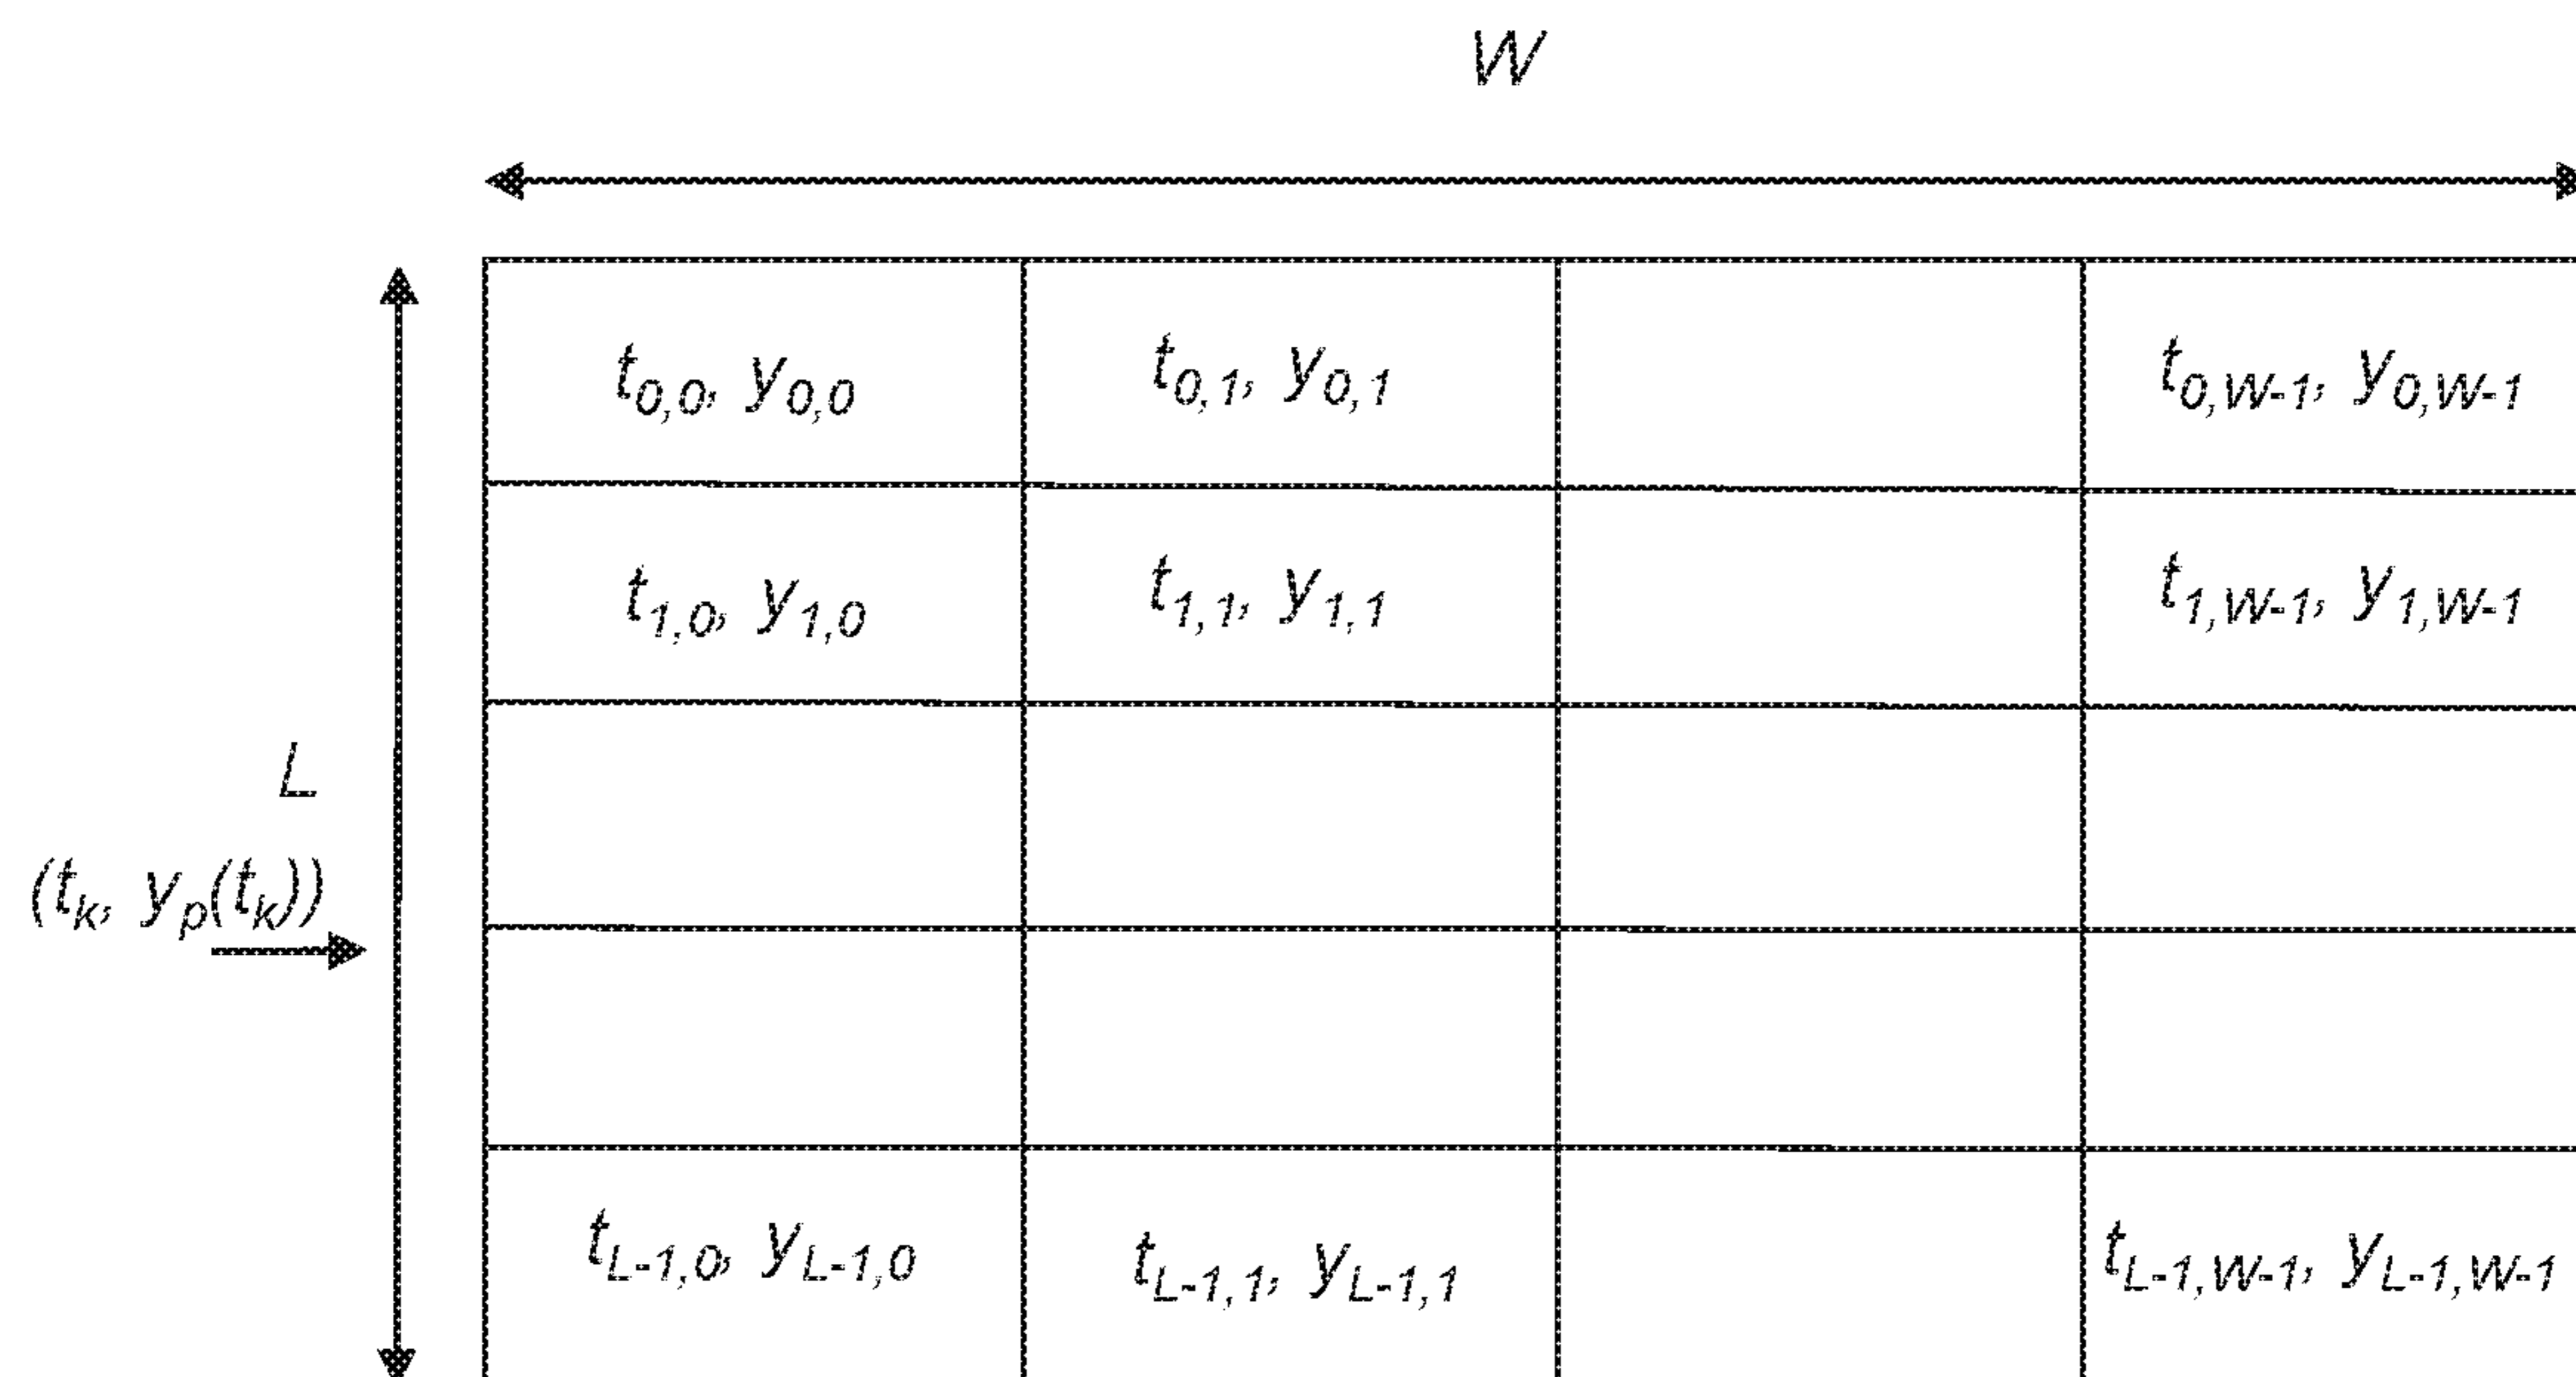 W
t0,0, y0,0 t0,1, y0,1 t0,W-1, y0,W-1
t1,0, y1,0 t1,1, y1,1 t1,W-1, y1,W-1
L
(tk, yp(tk))
tL-1,0, yL-1,0 tL-1,1, yL-1,1 tL-1,W-1, yL-1,W-1